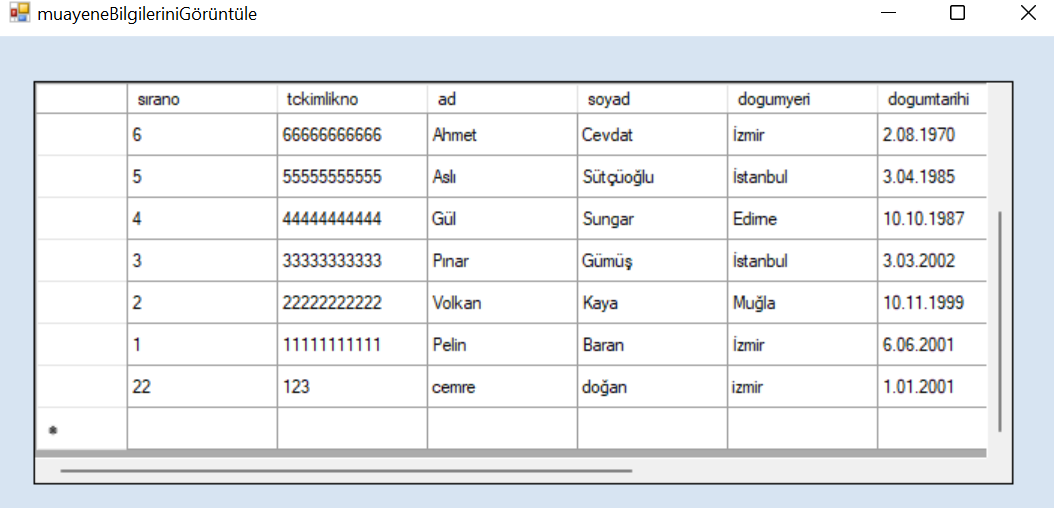 muayeneBilgileriniGörüntüle
sırano tckimlikno ad soyad dogumyeri dogumtarihi
6 66666666666 Ahmet Cevdat İzmir 2.08.1970
5 55555555555 Aslı Sütçüoğlu İstanbul 3.04.1985
4 44444444444 Gül Sungar Edirne 10.10.1987
3 33333333333 Pınar Gümüş İstanbul 3.03.2002
2 22222222222 Volkan Kaya Muğla 10.11.1999
1 11111111111 Pelin Baran İzmir 6.06.2001
22 123 cemre doğan izmir 1.01.2001
*